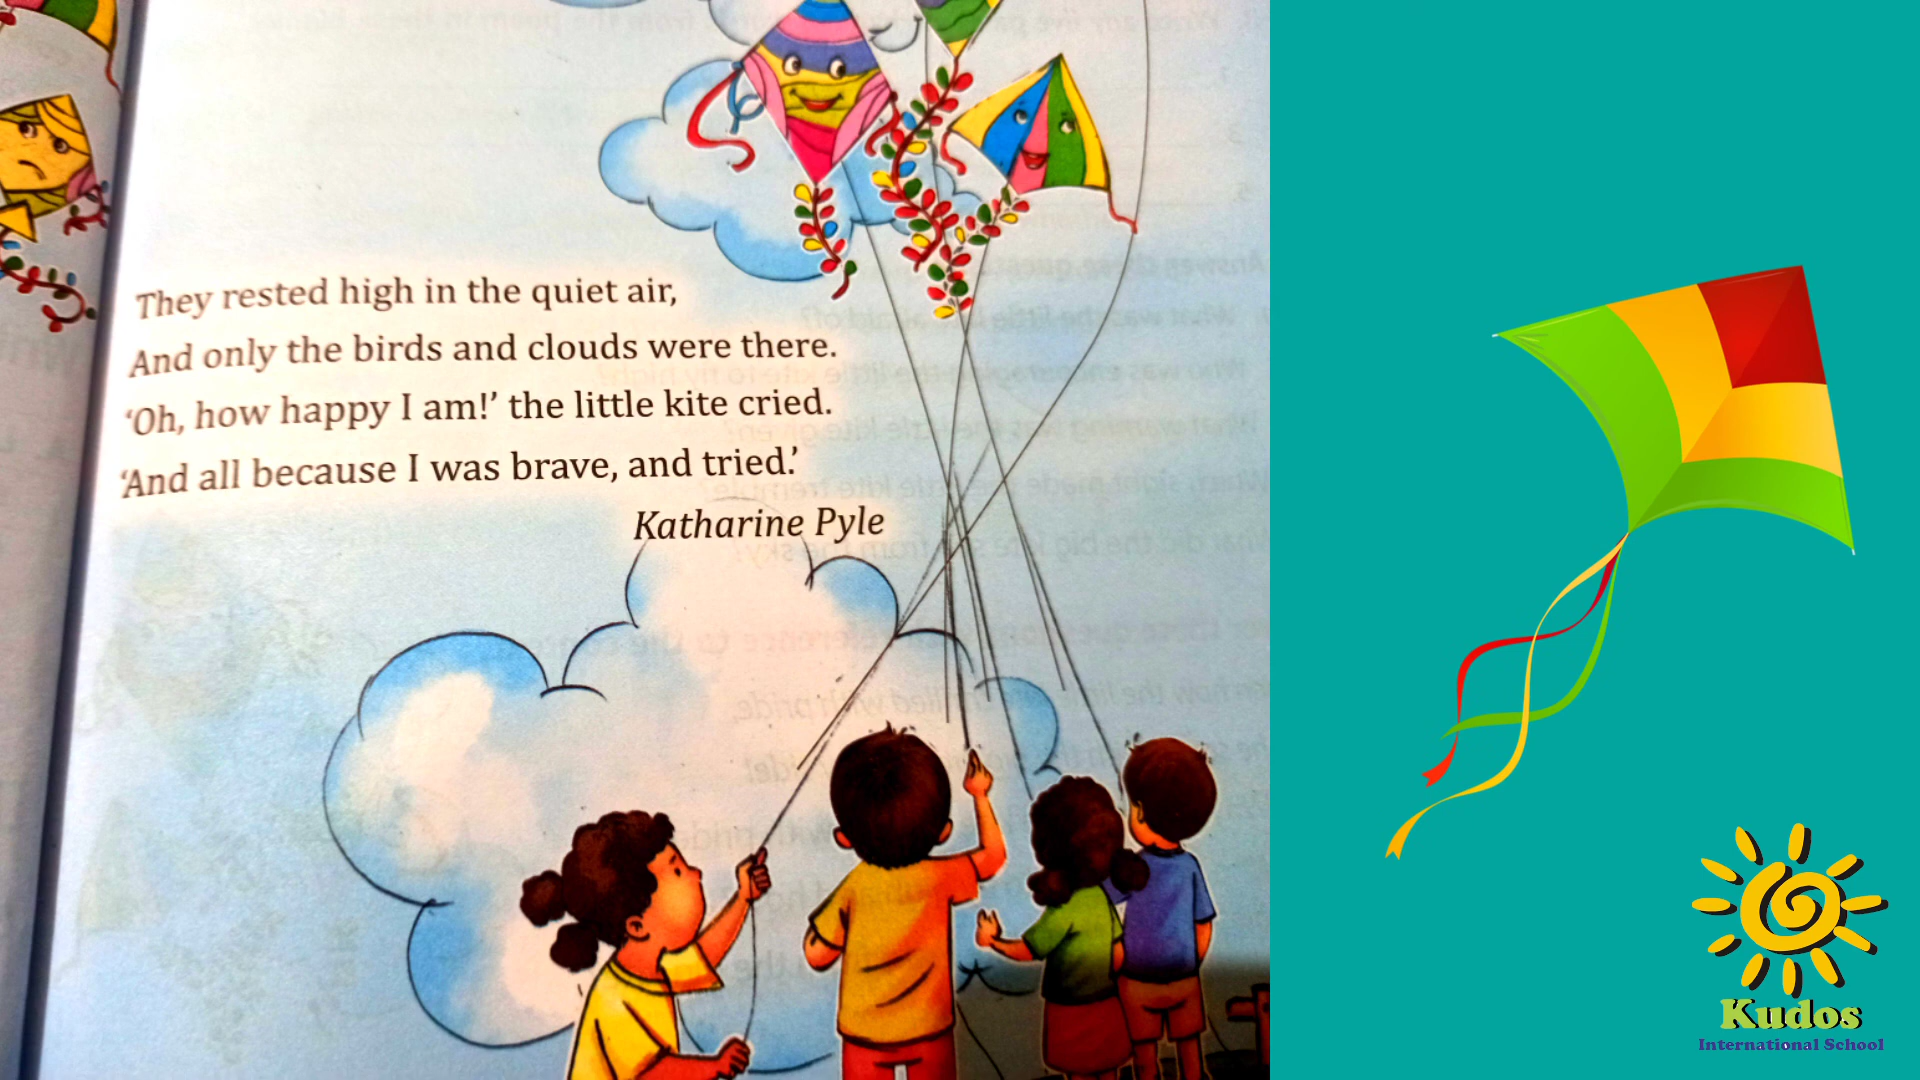 They rested high in the quiet air,
And only the birds and clouds were there.
‘Oh, how happy I am!’ the little kite cried.
‘And all because I was brave, and tried.’
Katharine Pyle
Kudos
International School